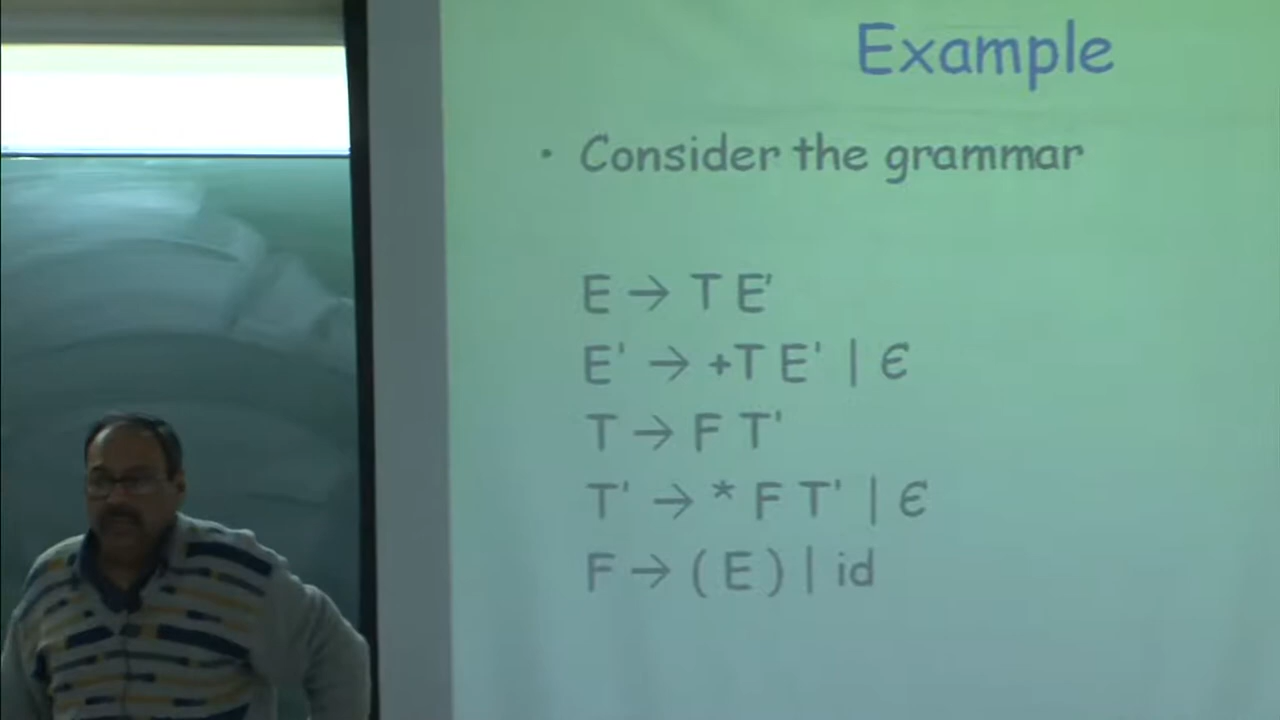 Example
• Consider the grammar
E → T E'
E' → +T E' | Є
T → F T'
T' → * F T' | Є
F → ( E ) | id